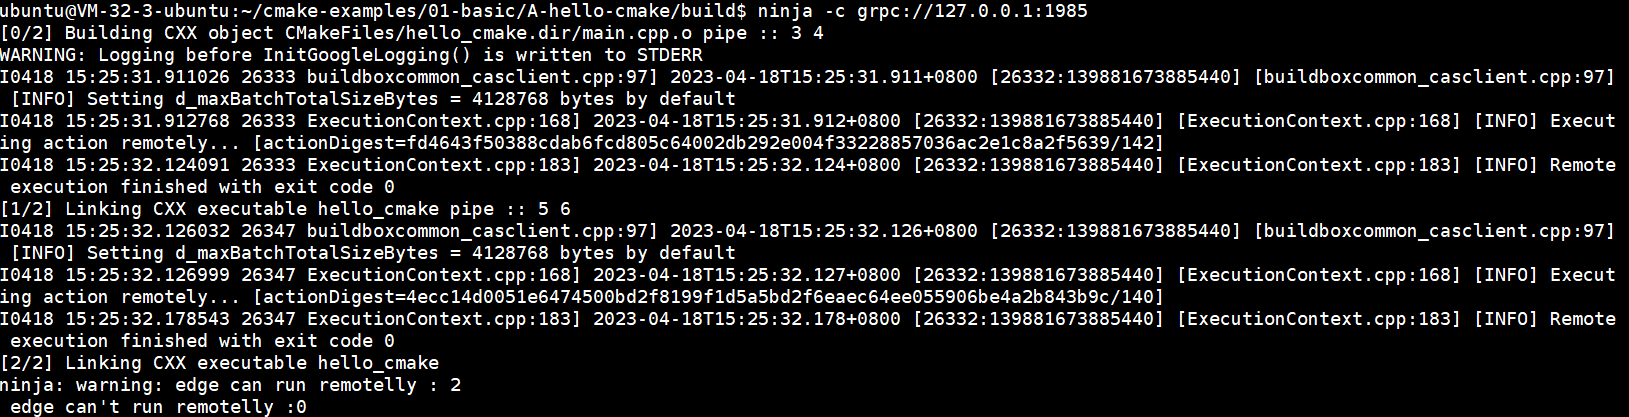 ubuntu@VM-32-3-ubuntu:~/cmake-examples/01-basic/A-hello-cmake/build$ ninja -c grpc://127.0.0.1:1985
[0/2] Building CXX object CMakeFiles/hello_cmake.dir/main.cpp.o pipe :: 3 4
WARNING: Logging before InitGoogleLogging() is written to STDERR
I0418 15:25:31.911026 26333 buildboxcommon_casclient.cpp:97] 2023-04-18T15:25:31.911+0800 [26332:139881673885440] [buildboxcommon_casclient.cpp:97]
 [INFO] Setting d_maxBatchTotalSizeBytes = 4128768 bytes by default
I0418 15:25:31.912768 26333 ExecutionContext.cpp:168] 2023-04-18T15:25:31.912+0800 [26332:139881673885440] [ExecutionContext.cpp:168] [INFO] Execut
ing action remotely... [actionDigest=fd4643f50388cdab6fcd805c64002db292e004f33228857036ac2e1c8a2f5639/142]
I0418 15:25:32.124091 26333 ExecutionContext.cpp:183] 2023-04-18T15:25:32.124+0800 [26332:139881673885440] [ExecutionContext.cpp:183] [INFO] Remote
 execution finished with exit code 0
[1/2] Linking CXX executable hello_cmake pipe :: 5 6
I0418 15:25:32.126032 26347 buildboxcommon_casclient.cpp:97] 2023-04-18T15:25:32.126+0800 [26332:139881673885440] [buildboxcommon_casclient.cpp:97]
 [INFO] Setting d_maxBatchTotalSizeBytes = 4128768 bytes by default
I0418 15:25:32.126999 26347 ExecutionContext.cpp:168] 2023-04-18T15:25:32.127+0800 [26332:139881673885440] [ExecutionContext.cpp:168] [INFO] Execut
ing action remotely... [actionDigest=4ecc14d0051e6474500bd2f8199f1d5a5bd2f6eaec64ee055906be4a2b843b9c/140]
I0418 15:25:32.178543 26347 ExecutionContext.cpp:183] 2023-04-18T15:25:32.178+0800 [26332:139881673885440] [ExecutionContext.cpp:183] [INFO] Remote
 execution finished with exit code 0
[2/2] Linking CXX executable hello_cmake
ninja: warning: edge can run remotelly : 2
 edge can't run remotelly :0